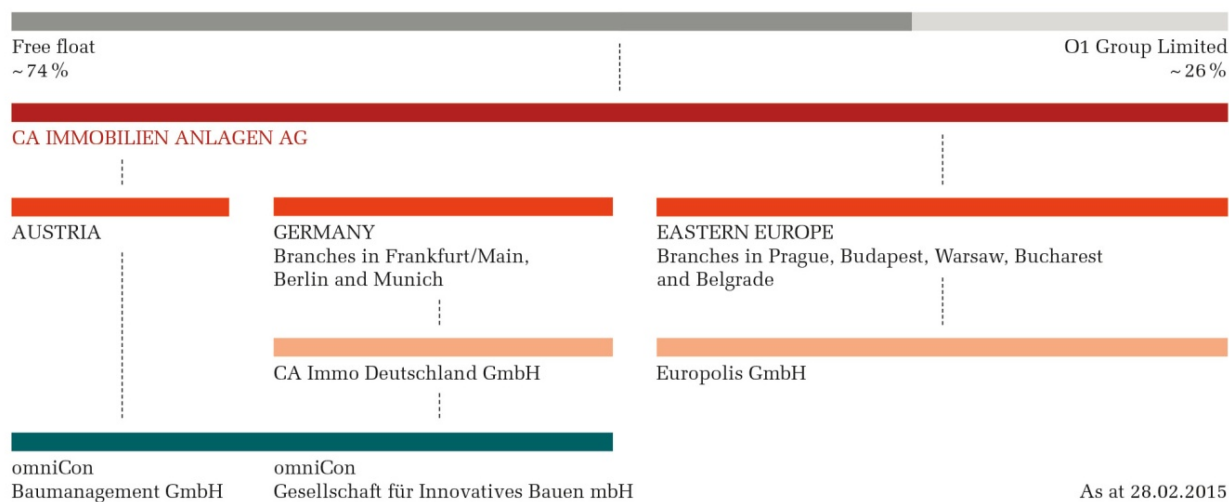 Free float
~74 %
O1 Group Limited
~26 %
CA IMMOBILIEN ANLAGEN AG
AUSTRIA
GERMANY
Branches in Frankfurt/Main,
Berlin and Munich
EASTERN EUROPE
Branches in Prague, Budapest, Warsaw, Bucharest
and Belgrade
CA Immo Deutschland GmbH
Europolis GmbH
omniCon
Baumanagement GmbH
omniCon
Gesellschaft für Innovatives Bauen mbH
As at 28.02.2015